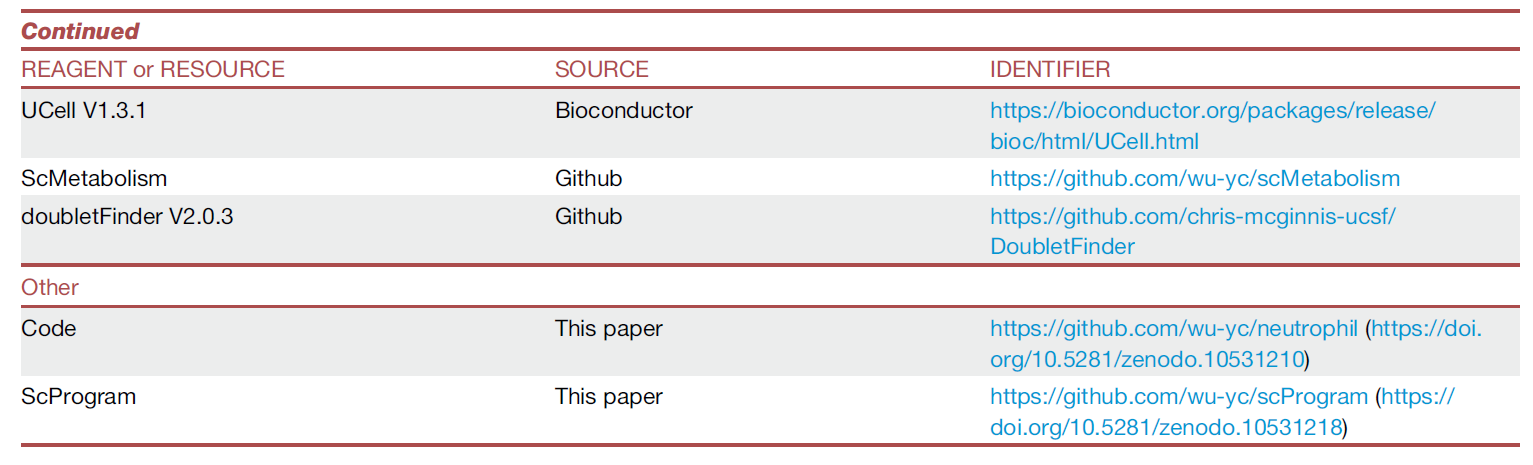 Continued
REAGENT or RESOURCE SOURCE IDENTIFIER
UCell V1.3.1 Bioconductor https://bioconductor.org/packages/release/
bioc/html/UCell.html
ScMetabolism Github https://github.com/wu-yc/scMetabolism
doubletFinder V2.0.3 Github https://github.com/chris-mcginnis-ucsf/
DoubletFinder
Other
Code This paper https://github.com/wu-yc/neutrophil (https://doi.
org/10.5281/zenodo.10531210)
ScProgram This paper https://github.com/wu-yc/scProgram (https://
doi.org/10.5281/zenodo.10531218)